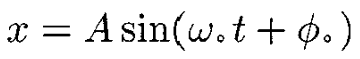 x = A sin(ω∘t + ϕ∘)